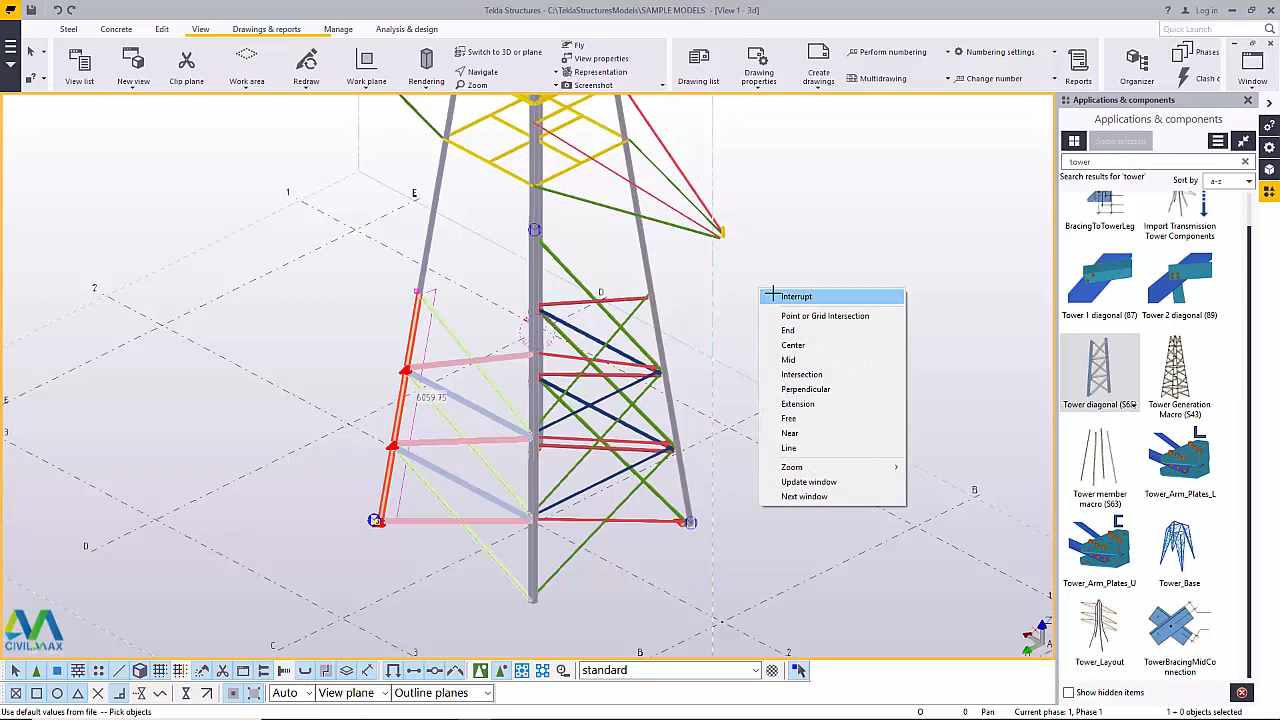 Tekla Structures - C:\TeklaStructuresModels\SAMPLE MODELS - [View 1 - 3d]
Log in
Steel Concrete Edit View Drawings & reports Manage Analysis & design
Quick Launch
View list
New view
Clip plane
Work area
Redraw
Work plane
Rendering
Switch to 3D or plane
Navigate
Zoom
Fly
View properties
Representation
Screenshot
Drawing list
Drawing properties
Create drawings
Perform numbering
Multidrawing
Numbering settings
Change number
Reports
Organizer
Phases
Clash c
Window
Applications & components
Applications & components
Show selected
tower
Search results for 'tower'
Sort by
a-z
BracingToTowerLeg
Import Transmission Tower Components
Tower 1 diagonal (87)
Tower 2 diagonal (89)
Tower Generation Macro (S43)
Tower member macro (S63)
Tower_Arm_Plates_L
Tower_Arm_Plates_U
Tower_Base
Tower_Layout
TowerBracingMidConnection
Show hidden items
1
E
2
D
3
D
C
3
B
2
B
6059.75
Interrupt
Point or Grid Intersection
End
Center
Mid
Intersection
Perpendicular
Extension
Free
Near
Line
Zoom
Update window
Next window
CIVILMAX
standard
Auto
View plane
Outline planes
Use default values from file -- Pick objects
O
0
Pan
Current phase: 1, Phase 1
1 + 0 objects selected